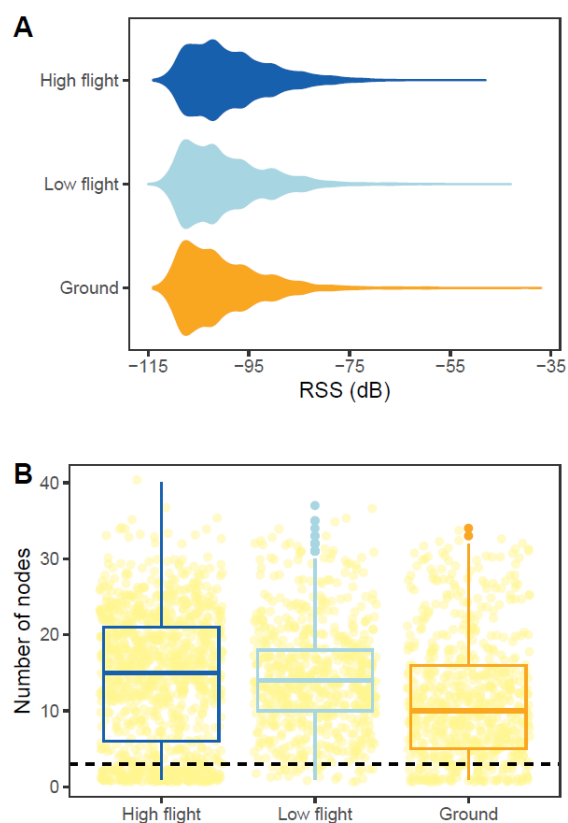 A
High flight
Low flight
Ground
−115 −95 −75 −55 −35
RSS (dB)
B
Number of nodes
40
30
20
10
0
High flight Low flight Ground